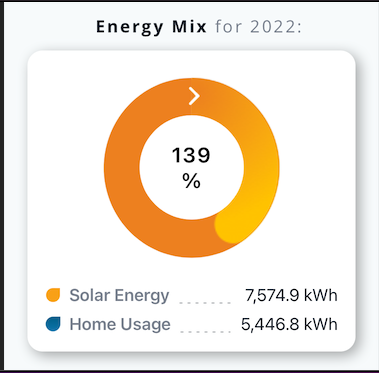 Energy Mix for 2022:
139
%
Solar Energy ...... 7,574.9 kWh
Home Usage ...... 5,446.8 kWh